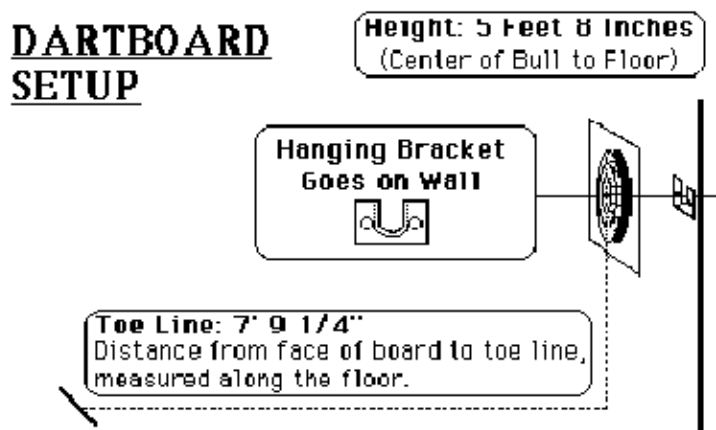 DARTBOARD
SETUP
Height: 5 Feet 8 Inches
(Center of Bull to Floor)
Hanging Bracket
Goes on Wall
Toe Line: 7' 9 1/4"
Distance from face of board to toe line,
measured along the floor.